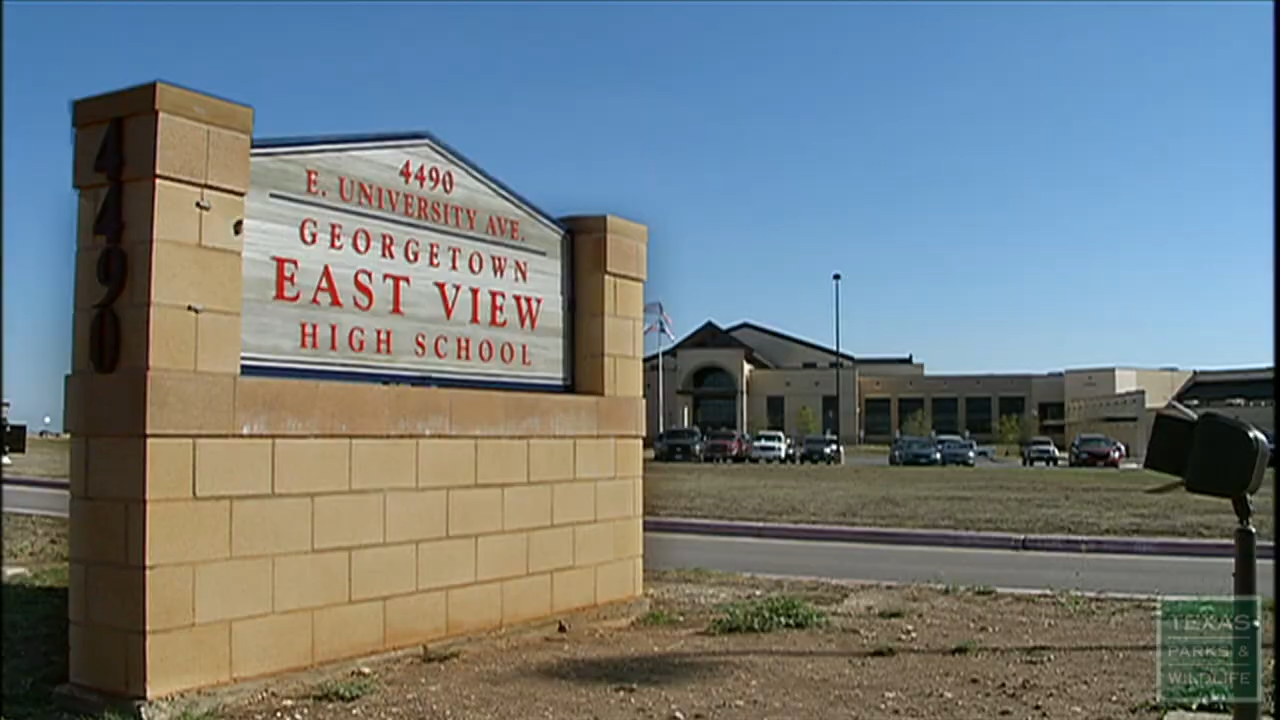 4490
4490
E. UNIVERSITY AVE.
GEORGETOWN
EAST VIEW
HIGH SCHOOL
TEXAS
PARKS &
WILDLIFE